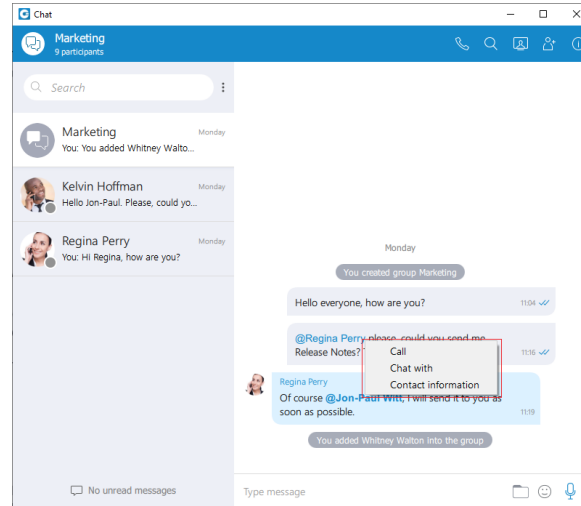 Chat
Marketing
9 participants
Search
Marketing
Monday
You: You added Whitney Walto...
Kelvin Hoffman
Monday
Hello Jon-Paul. Please, could yo...
Regina Perry
Monday
You: Hi Regina, how are you?
No unread messages
Monday
You created group Marketing
Hello everyone, how are you?
11:04
@Regina Perry please, could you send me
Release Notes?
11:16
Call
Chat with
Contact information
Regina Perry
Of course @Jon-Paul Witt, I will send it to you as
soon as possible.
11:19
You added Whitney Walton into the group
Type message